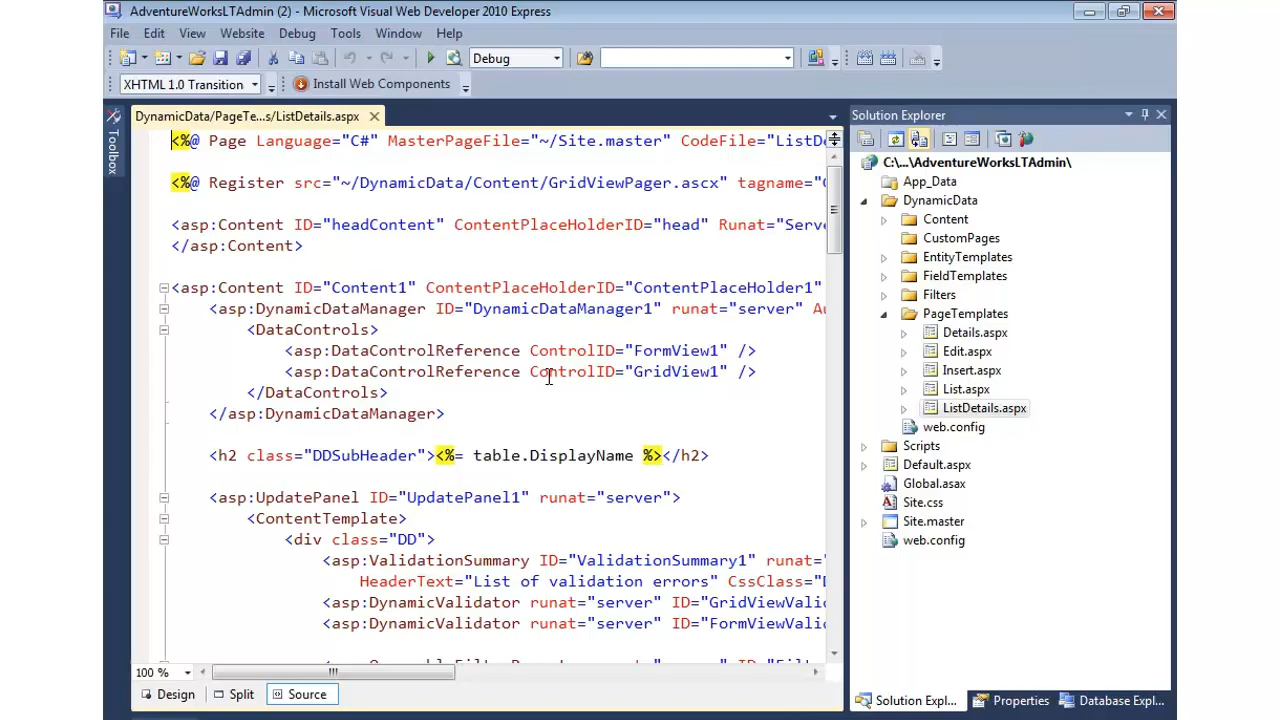 AdventureWorksLTAdmin (2) - Microsoft Visual Web Developer 2010 Express
File Edit View Website Debug Tools Window Help
Debug
XHTML 1.0 Transition Install Web Components
Toolbox
DynamicData/PageTe...s/ListDetails.aspx
<%@ Page Language="C#" MasterPageFile="~/Site.master" CodeFile="ListDe
<%@ Register src="~/DynamicData/Content/GridViewPager.ascx" tagname="G
<asp:Content ID="headContent" ContentPlaceHolderID="head" Runat="Serve
</asp:Content>
<asp:Content ID="Content1" ContentPlaceHolderID="ContentPlaceHolder1"
<asp:DynamicDataManager ID="DynamicDataManager1" runat="server" Au
<DataControls>
<asp:DataControlReference ControlID="FormView1" />
<asp:DataControlReference ControlID="GridView1" />
</DataControls>
</asp:DynamicDataManager>
<h2 class="DDSubHeader"><%= table.DisplayName %></h2>
<asp:UpdatePanel ID="UpdatePanel1" runat="server">
<ContentTemplate>
<div class="DD">
<asp:ValidationSummary ID="ValidationSummary1" runat=
HeaderText="List of validation errors" CssClass="D
<asp:DynamicValidator runat="server" ID="GridViewValid
<asp:DynamicValidator runat="server" ID="FormViewValid
100 %
Design Split Source
Solution Explorer
C:\...\AdventureWorksLTAdmin\
App_Data
DynamicData
Content
CustomPages
EntityTemplates
FieldTemplates
Filters
PageTemplates
Details.aspx
Edit.aspx
Insert.aspx
List.aspx
ListDetails.aspx
web.config
Scripts
Default.aspx
Global.asax
Site.css
Site.master
web.config
Solution Expl... Properties Database Expl...